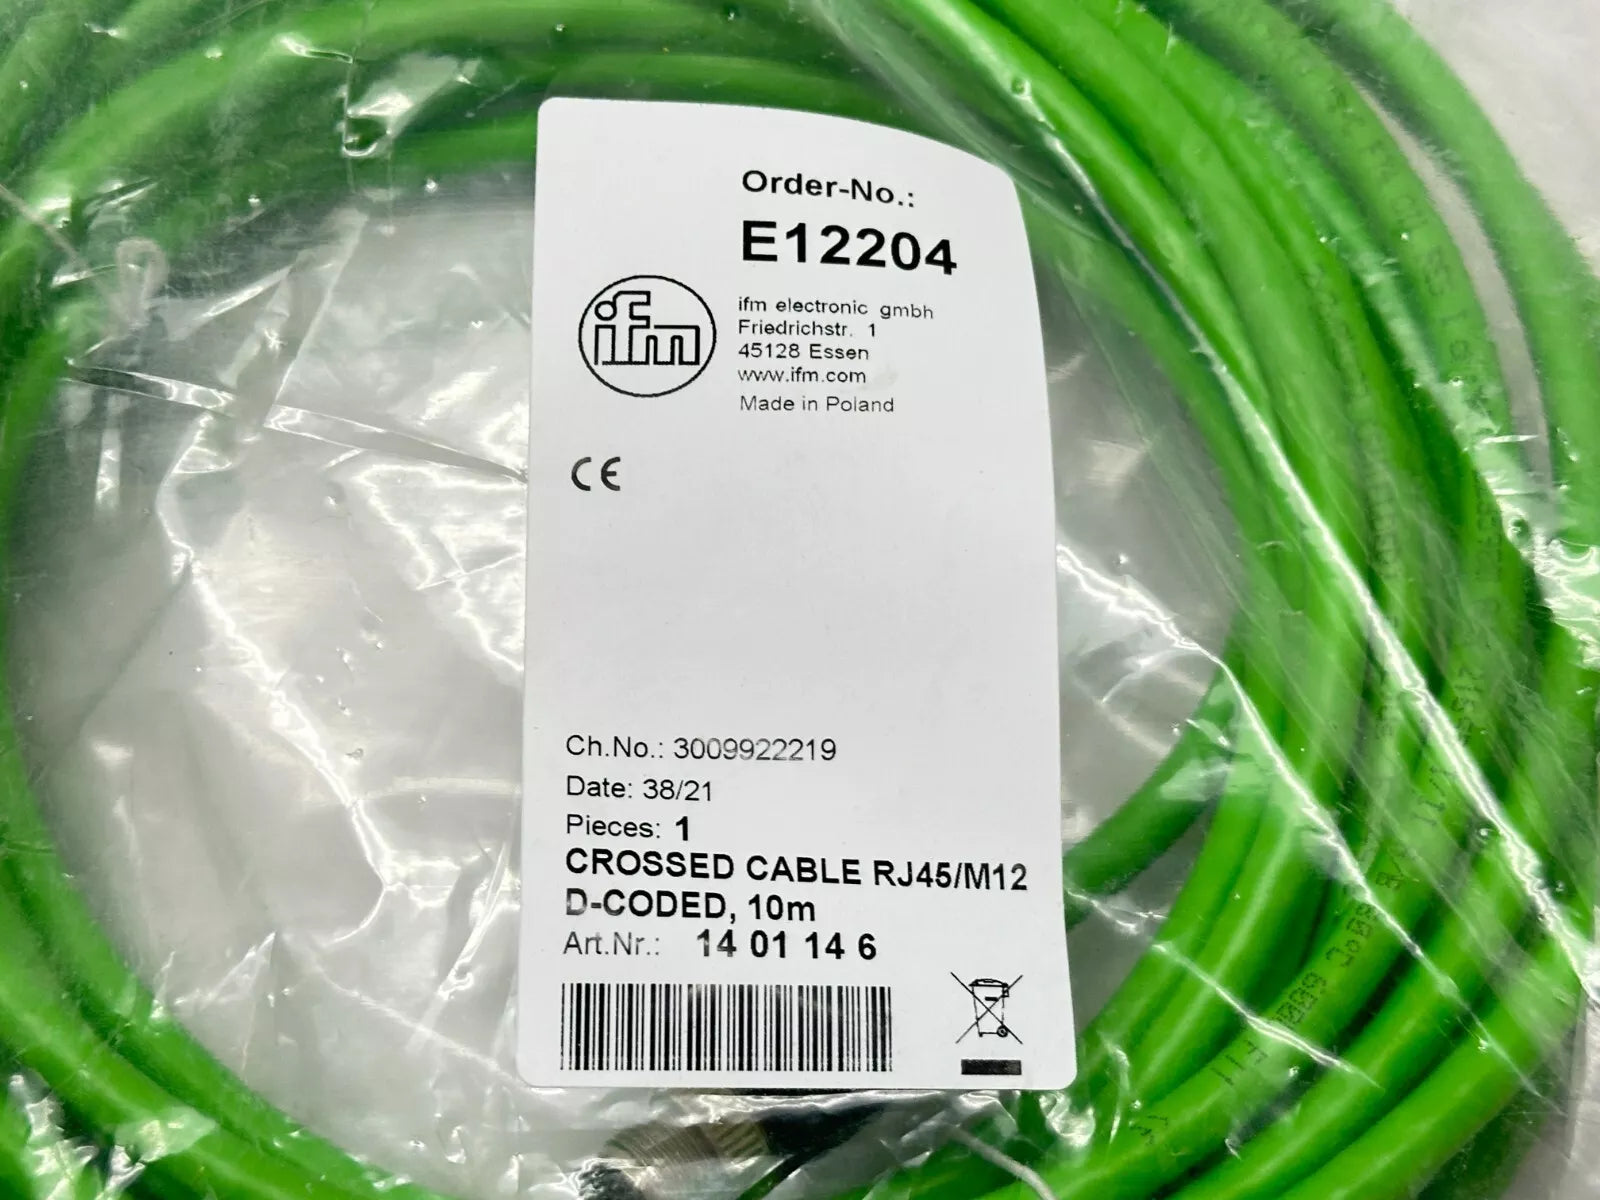 Order-No.:
E12204
ifm
ifm electronic gmbh
Friedrichstr. 1
45128 Essen
www.ifm.com
Made in Poland
CE
Ch.No.: 3009922219
Date: 38/21
Pieces: 1
CROSSED CABLE RJ45/M12
D-CODED, 10m
Art.Nr.: 14 01 14 6